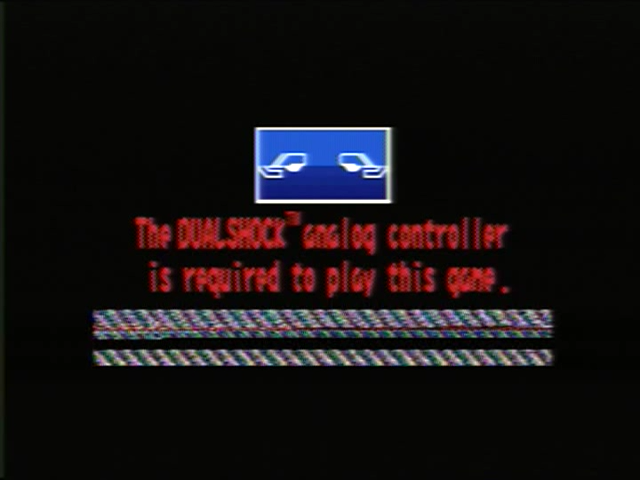 The DUALSHOCK™ analog controller
is required to play this game.